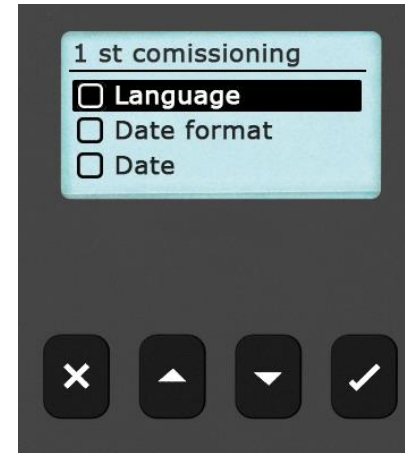 1 st comissioning
Language
Date format
Date